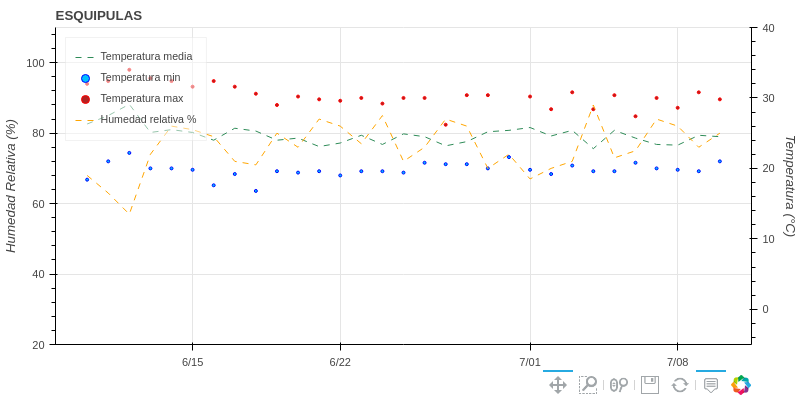 ESQUIPULAS
Temperatura media
Temperatura min
Temperatura max
Humedad relativa %
Humedad Relativa (%)
100
80
60
40
20
Temperatura (°C)
40
30
20
10
0
6/15
6/22
7/01
7/08